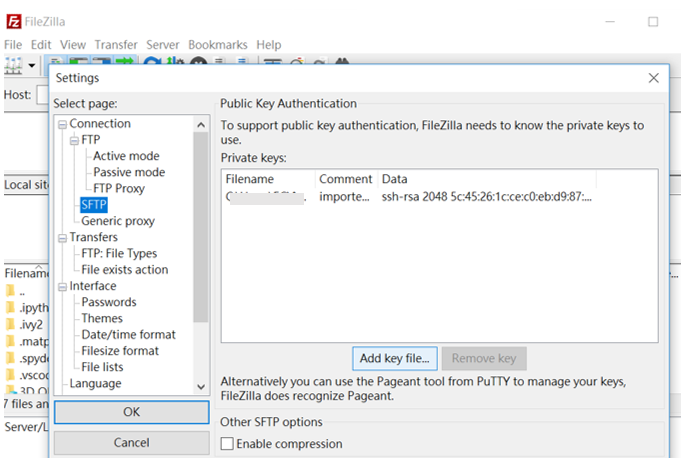 FileZilla
File Edit View Transfer Server Bookmarks Help
Settings
Host:
Select page:
Connection
FTP
Active mode
Passive mode
FTP Proxy
SFTP
Generic proxy
Transfers
FTP: File Types
File exists action
Interface
Passwords
Themes
Date/time format
Filesize format
File lists
Language
OK
Cancel
Public Key Authentication
To support public key authentication, FileZilla needs to know the private keys to
use.
Private keys:
Filename Comment Data
importe... ssh-rsa 2048 5c:45:26:1c:ce:c0:eb:d9:87:...
Add key file... Remove key
Alternatively you can use the Pageant tool from PuTTY to manage your keys,
FileZilla does recognize Pageant.
Other SFTP options
Enable compression
Local sit
Filenam
..
.ipyth
.ivy2
.matp
.spyde
.vscod
7 files an
Server/L